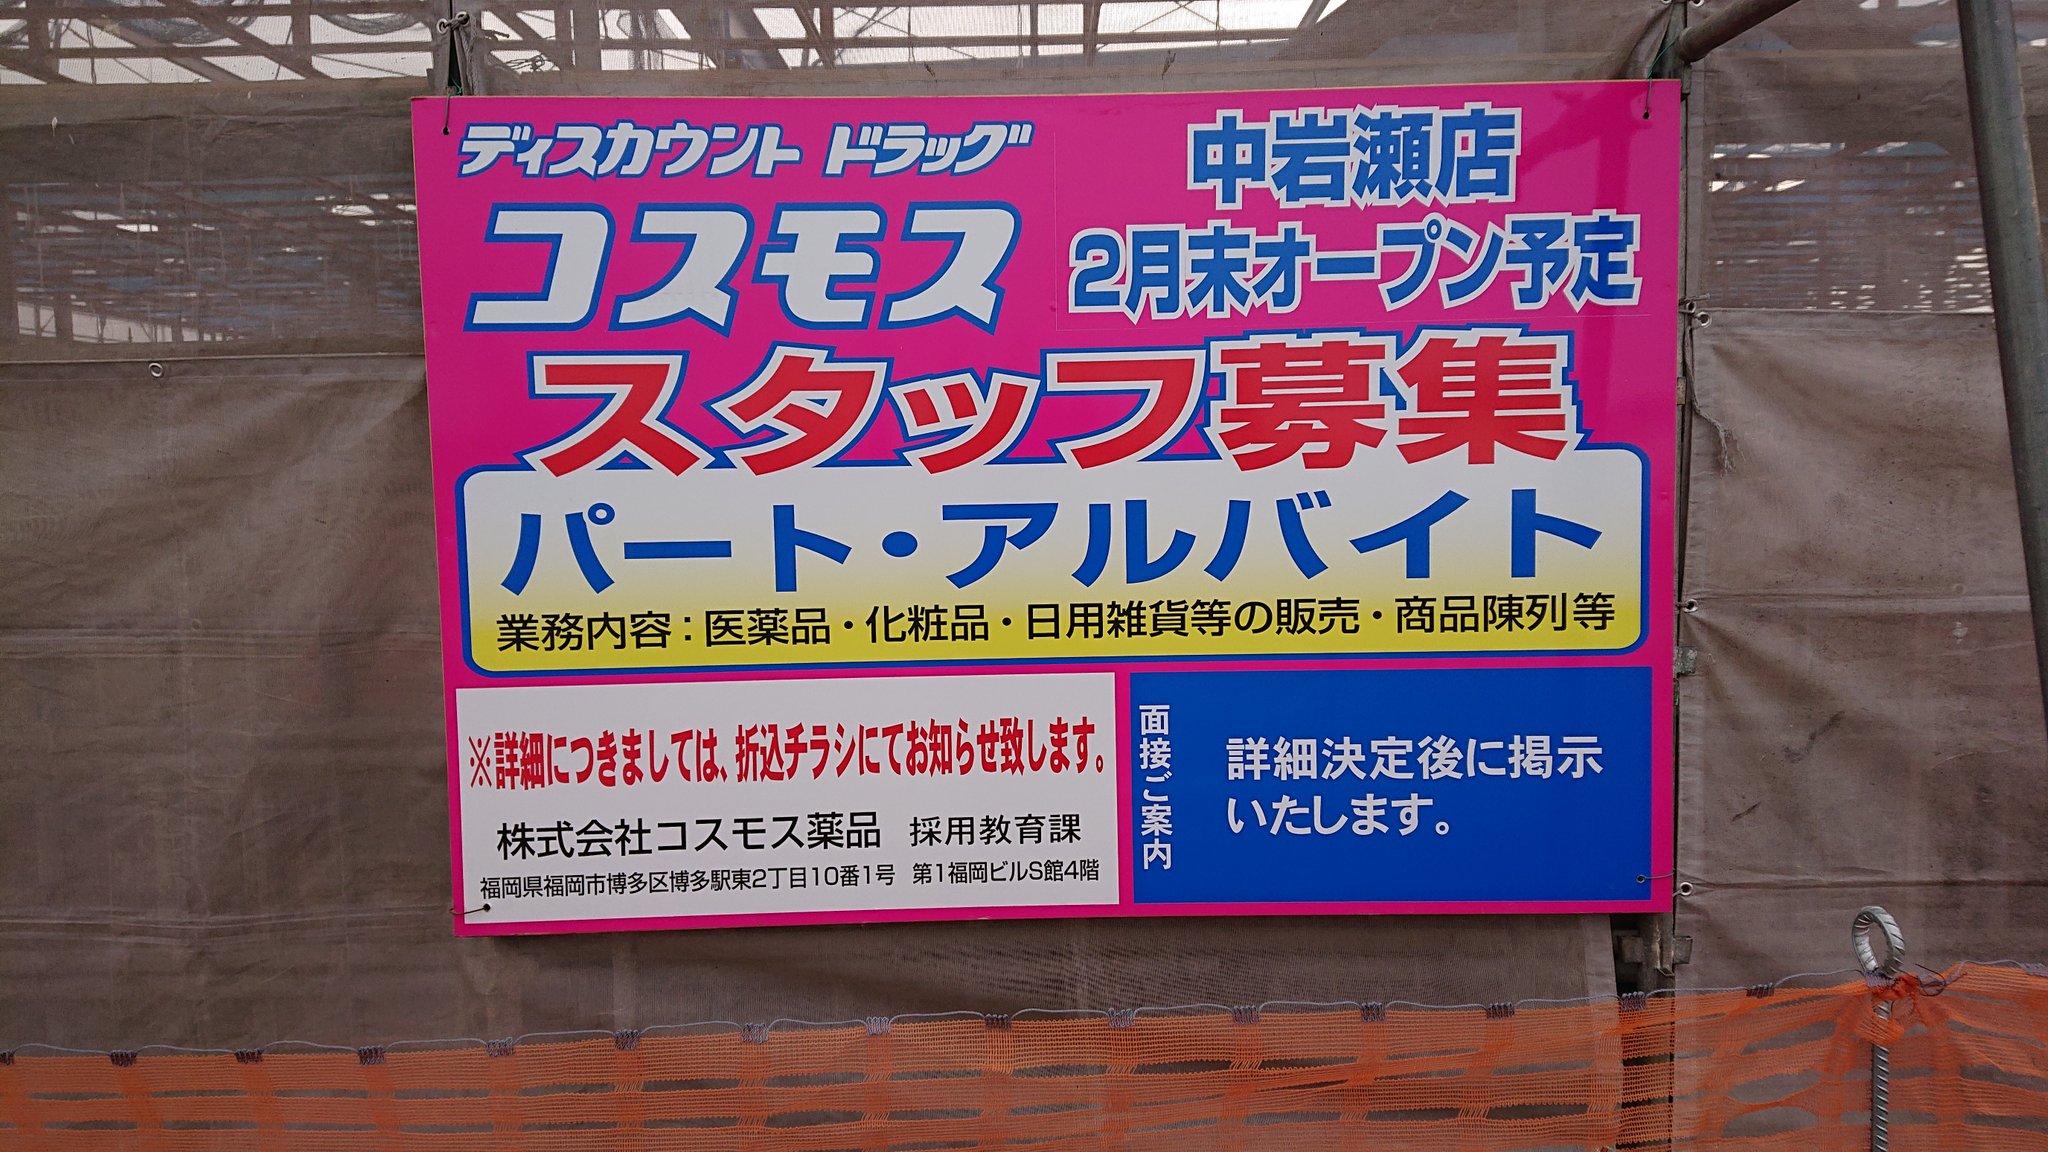 ディスカウント ドラッグ
コスモス
中岩瀬店
2月末オープン予定
スタッフ募集
パート・アルバイト
業務内容：医薬品・化粧品・日用雑貨等の販売・商品陳列等
※詳細につきましては、折込チラシにてお知らせ致します。
株式会社コスモス薬品 採用教育課
福岡県福岡市博多区博多駅東2丁目10番1号 第1福岡ビルS館4階
面接ご案内
詳細決定後に掲示
いたします。